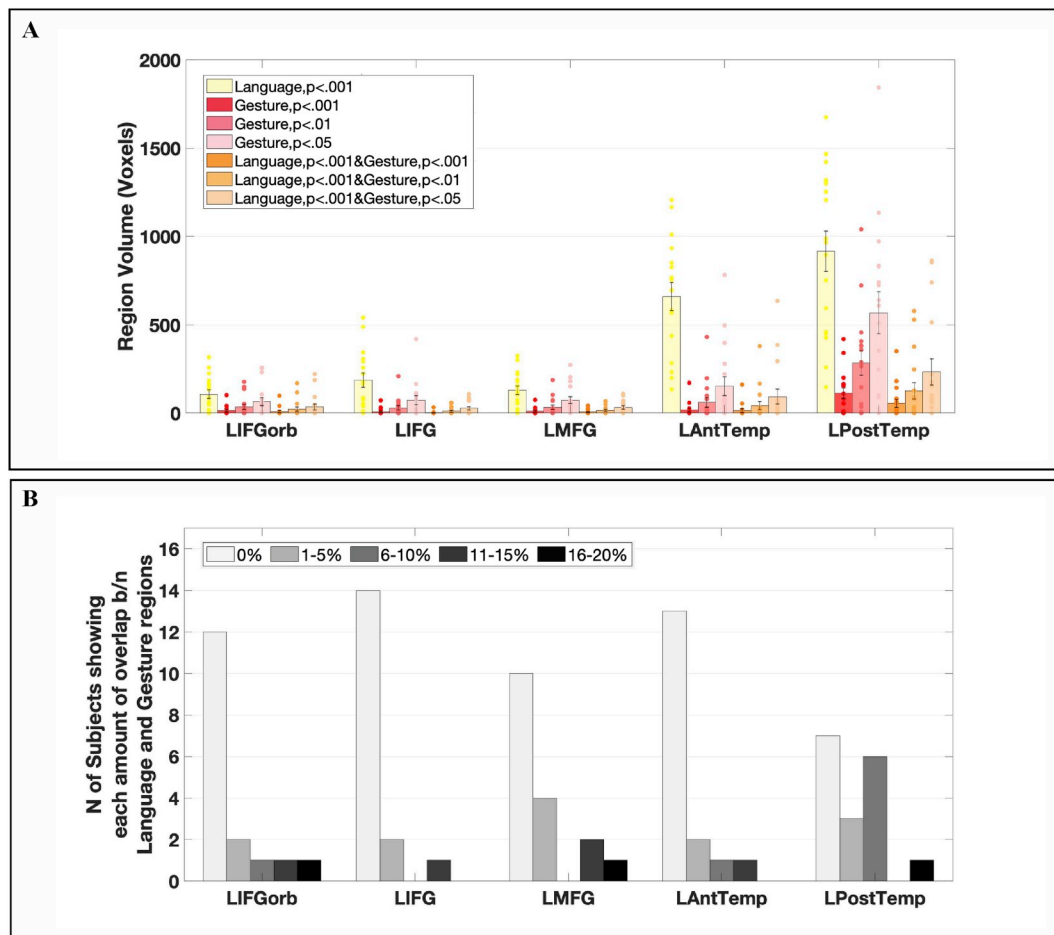 A
2000
1500
1000
500
0
Region Volume (Voxels)
Language,p<.001
Gesture,p<.001
Gesture,p<.01
Gesture,p<.05
Language,p<.001&Gesture,p<.001
Language,p<.001&Gesture,p<.01
Language,p<.001&Gesture,p<.05
LIFGorb LIFG LMFG LAntTemp LPostTemp
B
16
14
12
10
8
6
4
2
0
N of Subjects showing
each amount of overlap b/n
Language and Gesture regions
0% 1-5% 6-10% 11-15% 16-20%
LIFGorb LIFG LMFG LAntTemp LPostTemp